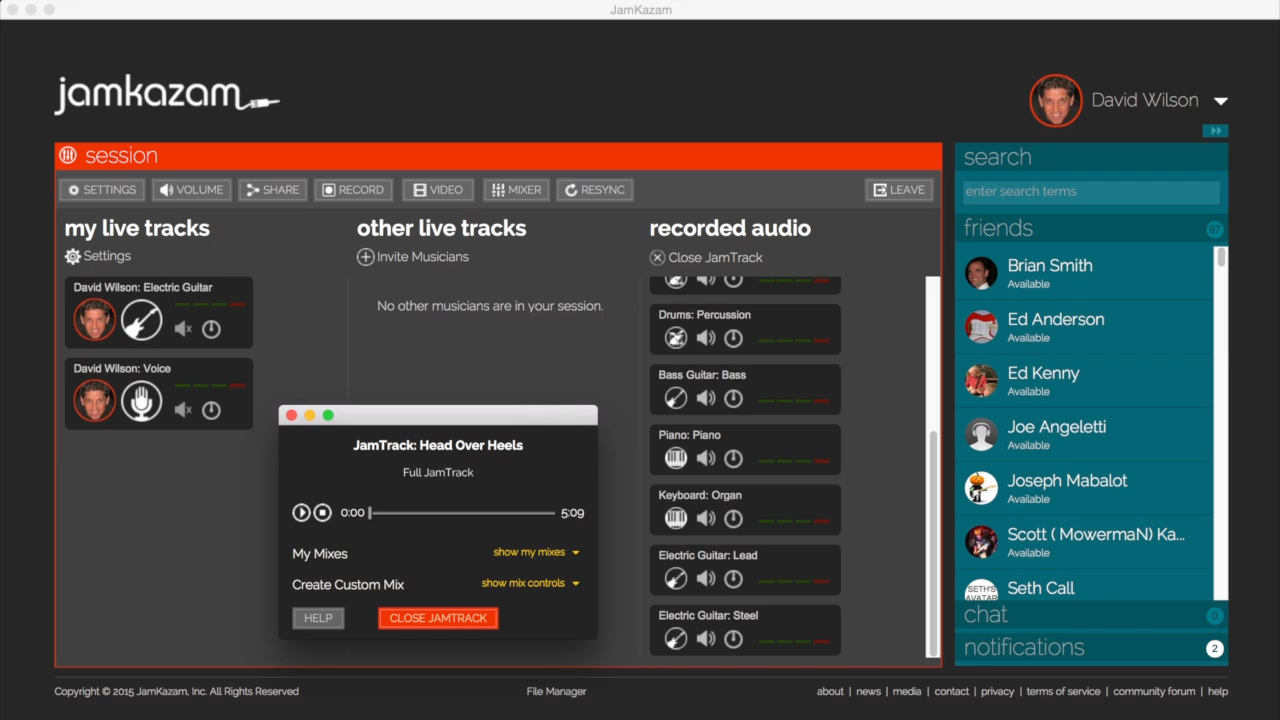 JamKazam
jamkazam
David Wilson
session
SETTINGS VOLUME SHARE RECORD VIDEO MIXER RESYNC LEAVE
my live tracks
Settings
David Wilson: Electric Guitar
David Wilson: Voice
other live tracks
Invite Musicians
No other musicians are in your session.
recorded audio
Close JamTrack
Drums: Percussion
Bass Guitar: Bass
Piano: Piano
Keyboard: Organ
Electric Guitar: Lead
Electric Guitar: Steel
JamTrack: Head Over Heels
Full JamTrack
0:00 5:09
My Mixes show my mixes
Create Custom Mix show mix controls
HELP CLOSE JAMTRACK
search
enter search terms
friends 97
Brian Smith
Available
Ed Anderson
Available
Ed Kenny
Available
Joe Angeletti
Available
Joseph Mabalot
Available
Scott ( MowermaN) Ka...
Available
SETH'S
AVATAR
Seth Call
chat 0
notifications 2
Copyright © 2015 JamKazam, Inc. All Rights Reserved
File Manager
about | news | media | contact | privacy | terms of service | community forum | help